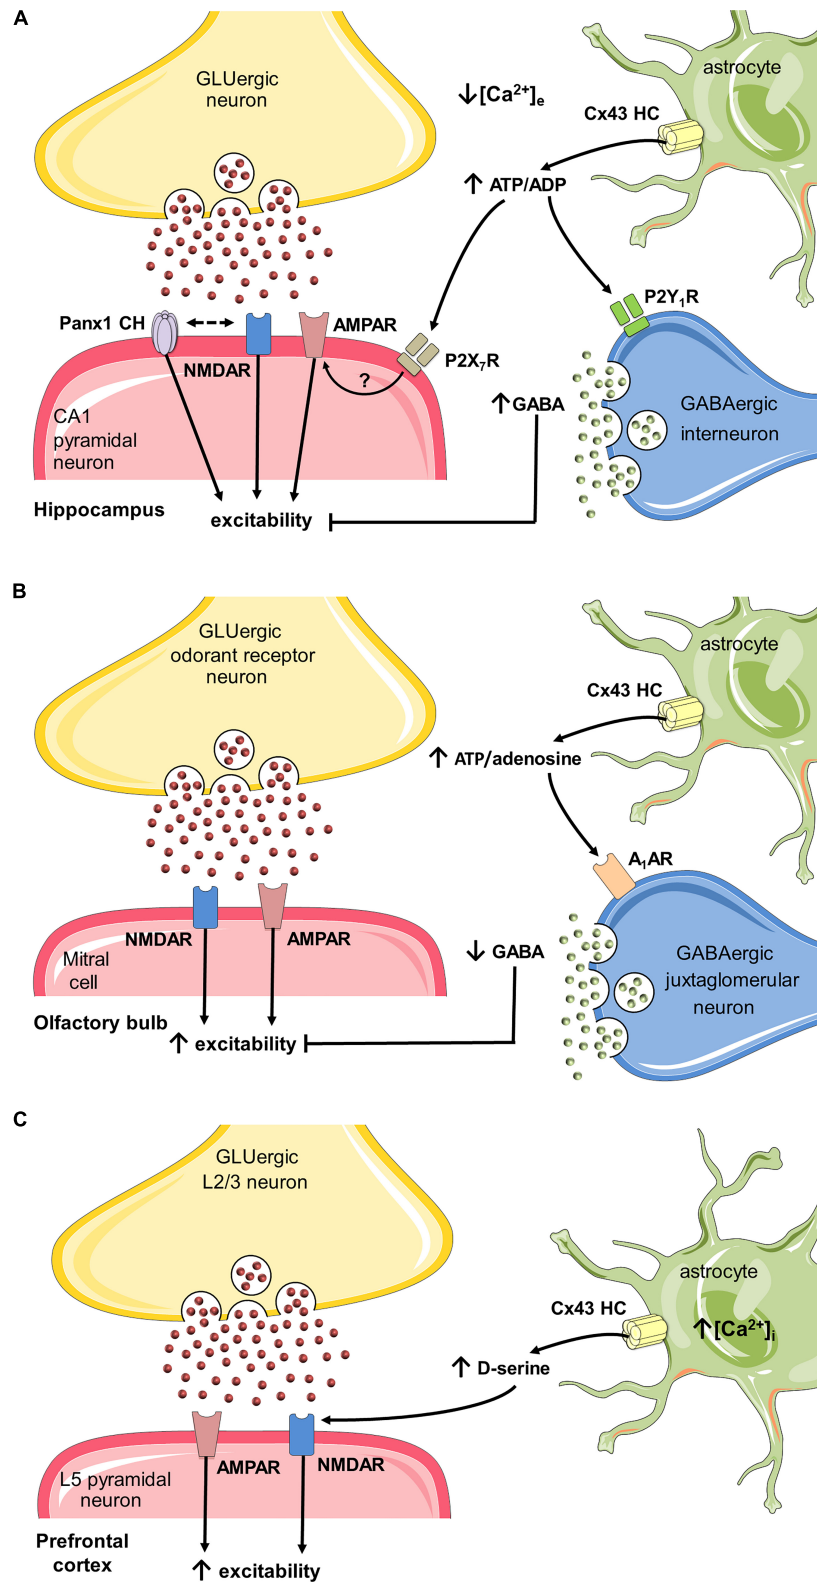 A
GLUergic
neuron
↓[Ca²⁺]ₑ
astrocyte
Cx43 HC
↑ ATP/ADP
P2Y₁R
Panx1 CH
AMPAR
NMDAR
P2X₇R
?
↑GABA
GABAergic
interneuron
CA1
pyramidal
neuron
Hippocampus
excitability
B
GLUergic
odorant receptor
neuron
astrocyte
Cx43 HC
↑ ATP/adenosine
A₁AR
NMDAR
AMPAR
Mitral
cell
↓ GABA
GABAergic
juxtaglomerular
neuron
Olfactory bulb
↑ excitability
C
GLUergic
L2/3 neuron
astrocyte
Cx43 HC
↑[Ca²⁺]ᵢ
↑ D-serine
AMPAR
NMDAR
L5 pyramidal
neuron
Prefrontal
cortex
↑ excitability